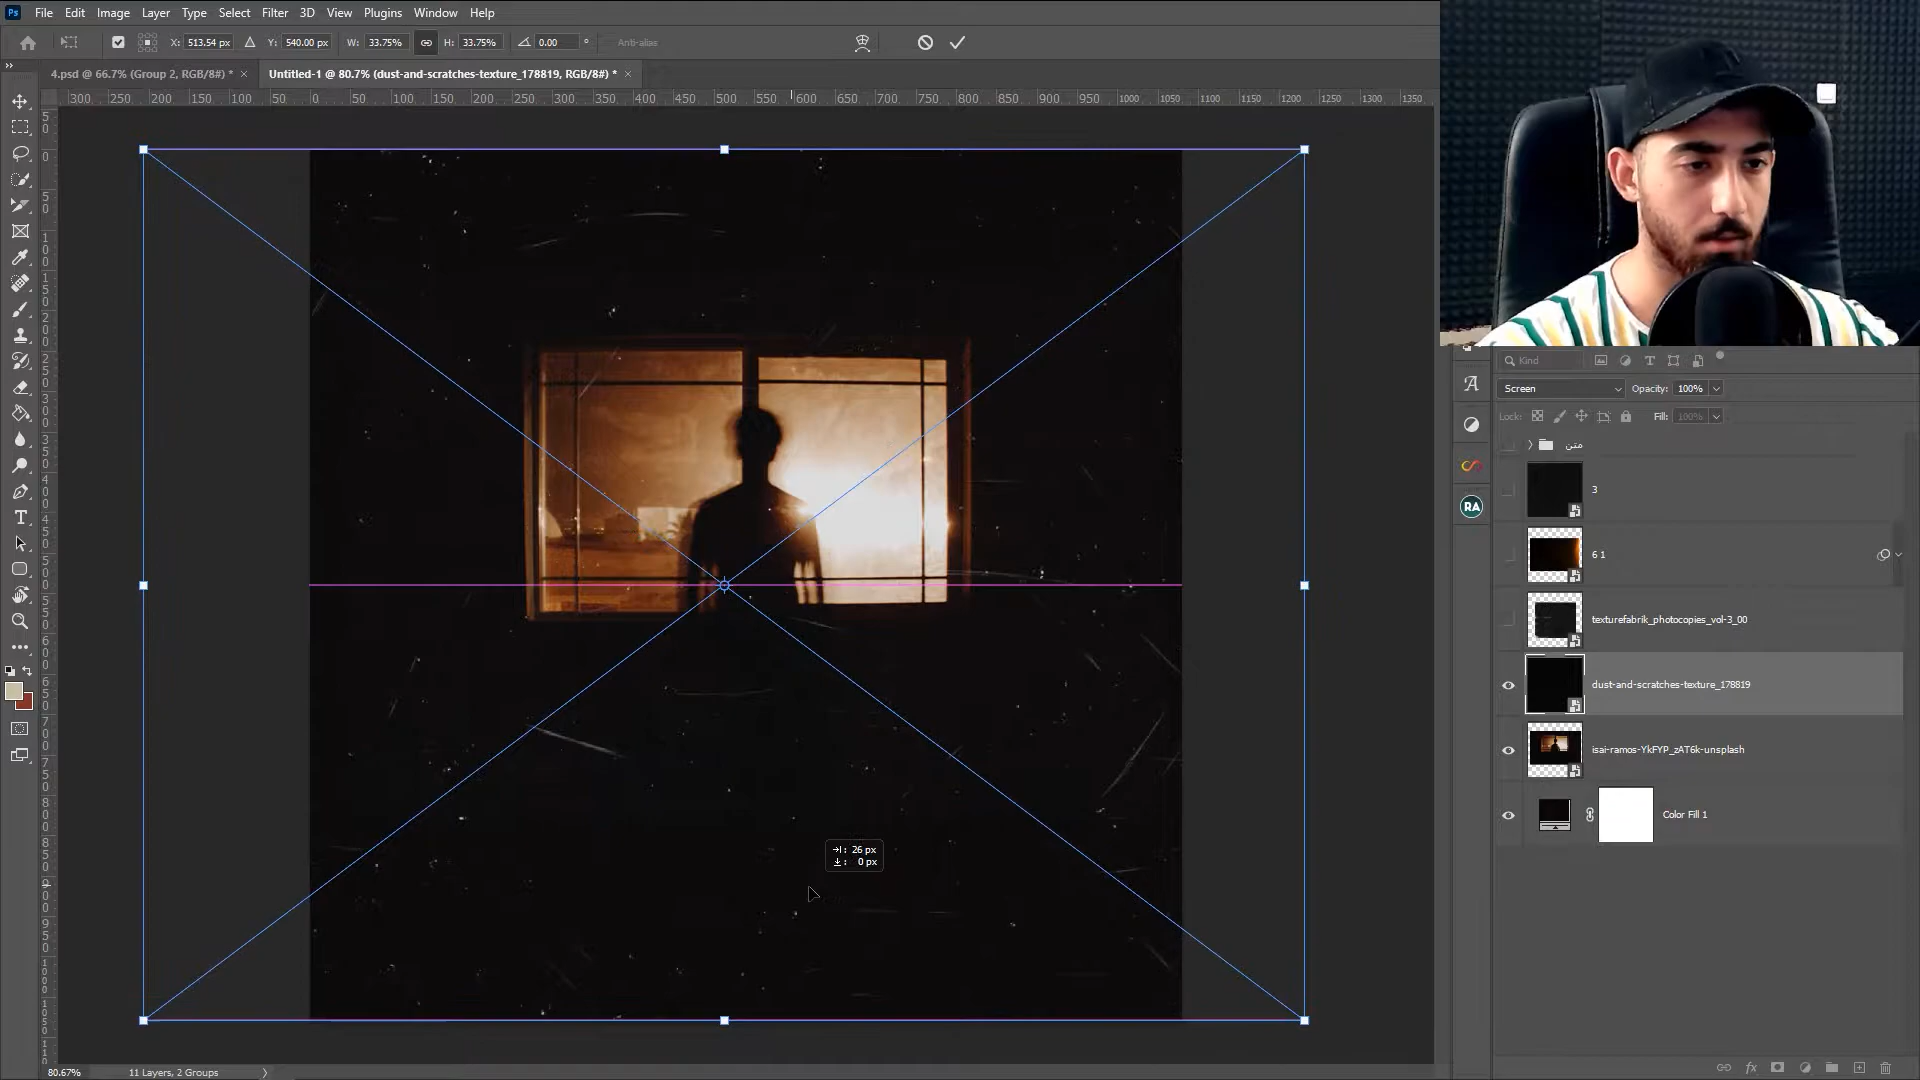 Ps File Edit Image Layer Type Select Filter 3D View Plugins Window Help
X: 513.54 px Y: 540.00 px W: 33.75% H: 33.75% 0.00 ° Anti-alias
4.psd @ 66.7% (Group 2, RGB/8#) * × Untitled-1 @ 80.7% (dust-and-scratches-texture_178819, RGB/8#) * ×
300 250 200 150 100 50 0 50 100 150 200 250 300 350 400 450 500 550 600 650 700 750 800 850 900 950 1000 1050 1100 1150 1200 1250 1300 1350
Kind
Screen Opacity: 100%
Lock: Fill: 100%
متن
3
6 1
texturefabrik_photocopies_vol-3_00
dust-and-scratches-texture_178819
isai-ramos-YkFYP_zAT6k-unsplash
Color Fill 1
RA
: 26 px
: 0 px
80.67% 11 Layers, 2 Groups